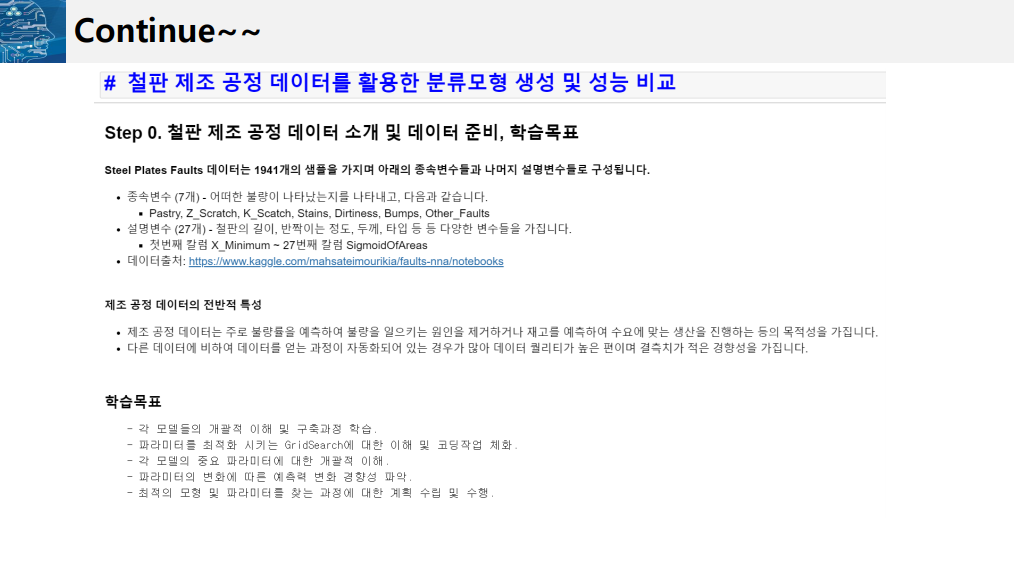 Continue~~
# 철판 제조 공정 데이터를 활용한 분류모형 생성 및 성능 비교
Step 0. 철판 제조 공정 데이터 소개 및 데이터 준비, 학습목표
Steel Plates Faults 데이터는 1941개의 샘플을 가지며 아래의 종속변수들과 나머지 설명변수들로 구성됩니다.
• 종속변수 (7개) - 어떠한 불량이 나타났는지를 나타내고, 다음과 같습니다.
▪ Pastry, Z_Scratch, K_Scatch, Stains, Dirtiness, Bumps, Other_Faults
• 설명변수 (27개) - 철판의 길이, 반짝이는 정도, 두께, 타입 등 등 다양한 변수들을 가집니다.
▪ 첫번째 칼럼 X_Minimum ~ 27번째 칼럼 SigmoidOfAreas
• 데이터출처: https://www.kaggle.com/mahsateimourikia/faults-nna/notebooks
제조 공정 데이터의 전반적 특성
• 제조 공정 데이터는 주로 불량률을 예측하여 불량을 일으키는 원인을 제거하거나 재고를 예측하여 수요에 맞는 생산을 진행하는 등의 목적성을 가집니다.
• 다른 데이터에 비하여 데이터를 얻는 과정이 자동화되어 있는 경우가 많아 데이터 퀄리티가 높은 편이며 결측치가 적은 경향성을 가집니다.
학습목표
- 각 모델들의 개괄적 이해 및 구축과정 학습.
- 파라미터를 최적화 시키는 GridSearch에 대한 이해 및 코딩작업 체화.
- 각 모델의 중요 파라미터에 대한 개괄적 이해.
- 파라미터의 변화에 따른 예측력 변화 경향성 파악.
- 최적의 모형 및 파라미터를 찾는 과정에 대한 계획 수립 및 수행.